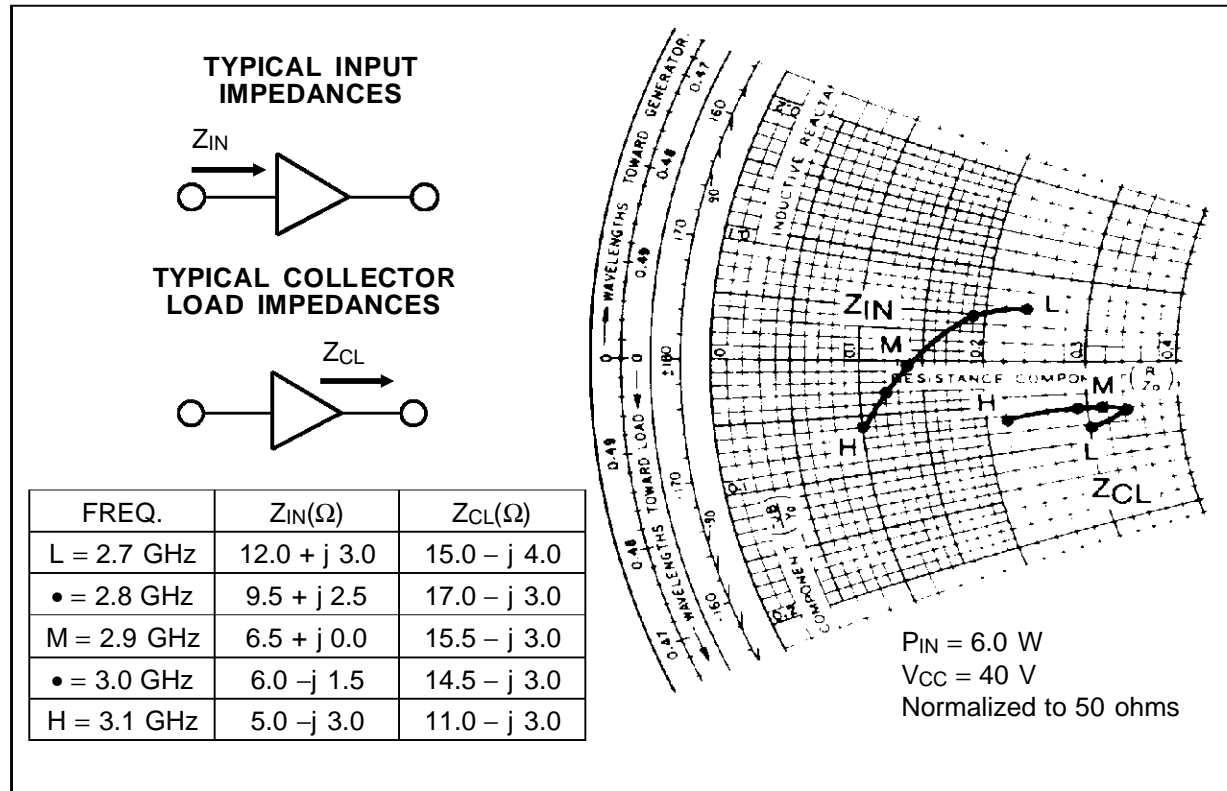 TYPICAL INPUT
IMPEDANCES
ZIN
TYPICAL COLLECTOR
LOAD IMPEDANCES
ZCL
FREQ. ZIN(Ω) ZCL(Ω)
L = 2.7 GHz 12.0 + j 3.0 15.0 – j 4.0
• = 2.8 GHz 9.5 + j 2.5 17.0 – j 3.0
M = 2.9 GHz 6.5 + j 0.0 15.5 – j 3.0
• = 3.0 GHz 6.0 –j 1.5 14.5 – j 3.0
H = 3.1 GHz 5.0 –j 3.0 11.0 – j 3.0
WAVELENGTHS TOWARD GENERATOR
0.47
0.48
0.49
0
0.49
0.48
0.47
0
WAVELENGTHS TOWARD LOAD
160
170
±180
-170
-160
90
-90
INDUCTIVE REACTA
COMPONENT
0.1
0.2
0.3
0.4
RESISTANCE COMPON
ZIN
L
M
H
H
M
L
ZCL
PIN = 6.0 W
VCC = 40 V
Normalized to 50 ohms